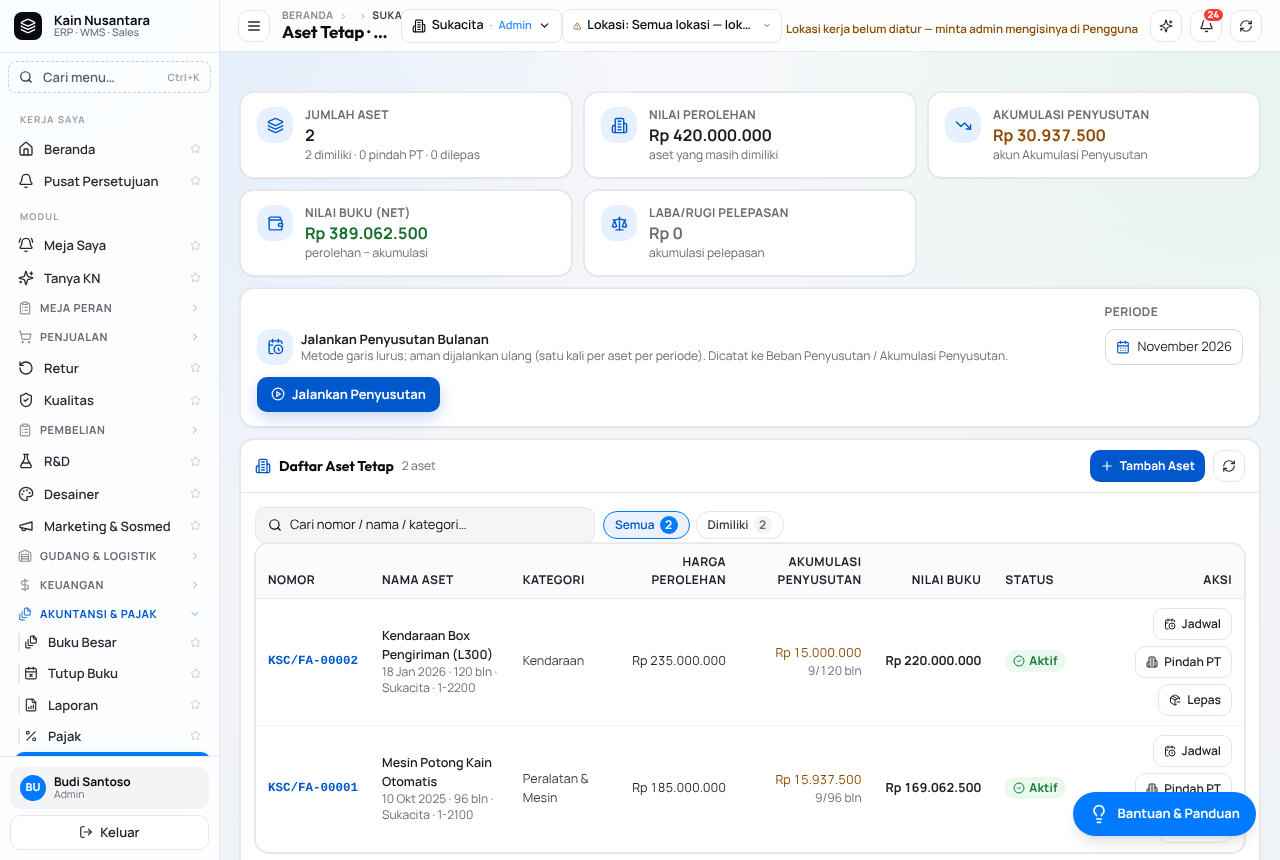 Kain Nusantara
ERP · WMS · Sales
Cari menu...
Ctrl+K
KERJA SAYA
Beranda
Pusat Persetujuan
MODUL
Meja Saya
Tanya KN
MEJA PERAN
PENJUALAN
Retur
Kualitas
PEMBELIAN
R&D
Desainer
Marketing & Sosmed
GUDANG & LOGISTIK
KEUANGAN
AKUNTANSI & PAJAK
Buku Besar
Tutup Buku
Laporan
Pajak
BU
Budi Santoso
Admin
Keluar
BERANDA > > SUKA
Aset Tetap · ...
Sukacita · Admin
Lokasi: Semua lokasi — lok...
Lokasi kerja belum diatur — minta admin mengisinya di Pengguna
24
JUMLAH ASET
2
2 dimiliki · 0 pindah PT · 0 dilepas
NILAI PEROLEHAN
Rp 420.000.000
aset yang masih dimiliki
AKUMULASI PENYUSUTAN
Rp 30.937.500
akun Akumulasi Penyusutan
NILAI BUKU (NET)
Rp 389.062.500
perolehan − akumulasi
LABA/RUGI PELEPASAN
Rp 0
akumulasi pelepasan
Jalankan Penyusutan Bulanan
Metode garis lurus; aman dijalankan ulang (satu kali per aset per periode). Dicatat ke Beban Penyusutan / Akumulasi Penyusutan.
PERIODE
November 2026
Jalankan Penyusutan
Daftar Aset Tetap 2 aset
Tambah Aset
Cari nomor / nama / kategori...
Semua 2
Dimiliki 2
NOMOR NAMA ASET KATEGORI HARGA PEROLEHAN AKUMULASI PENYUSUTAN NILAI BUKU STATUS AKSI
KSC/FA-00002
Kendaraan Box
Pengiriman (L300)
18 Jan 2026 · 120 bln ·
Sukacita · 1-2200
Kendaraan
Rp 235.000.000
Rp 15.000.000
9/120 bln
Rp 220.000.000
Aktif
Jadwal
Pindah PT
Lepas
KSC/FA-00001
Mesin Potong Kain
Otomatis
10 Okt 2025 · 96 bln ·
Sukacita · 1-2100
Peralatan &
Mesin
Rp 185.000.000
Rp 15.937.500
9/96 bln
Rp 169.062.500
Aktif
Jadwal
Pindah PT
Bantuan & Panduan